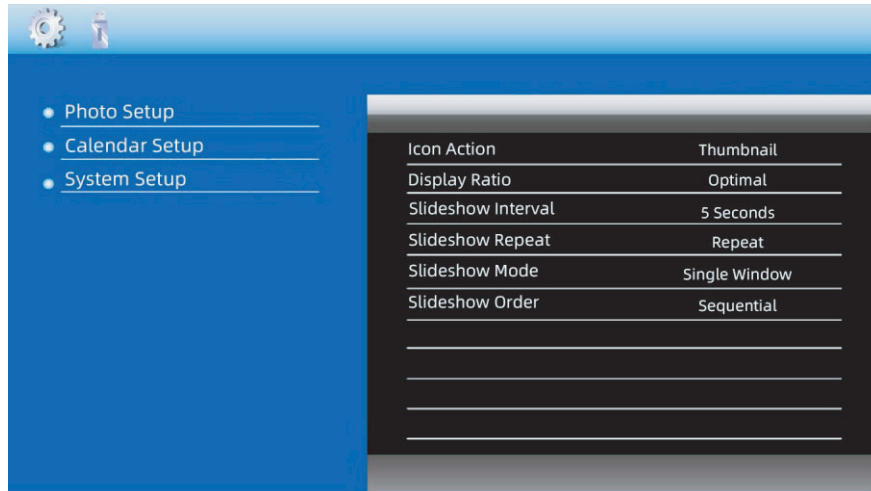 Photo Setup
Calendar Setup
System Setup
Icon Action Thumbnail
Display Ratio Optimal
Slideshow Interval 5 Seconds
Slideshow Repeat Repeat
Slideshow Mode Single Window
Slideshow Order Sequential